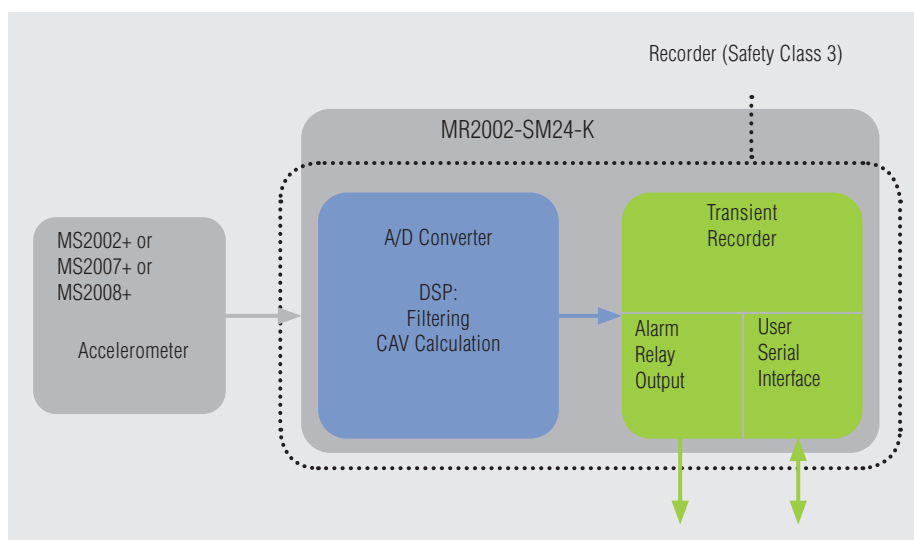 Recorder (Safety Class 3)
MR2002-SM24-K
MS2002+ or
MS2007+ or
MS2008+
Accelerometer
A/D Converter
DSP:
Filtering
CAV Calculation
Transient
Recorder
Alarm
Relay
Output
User
Serial
Interface